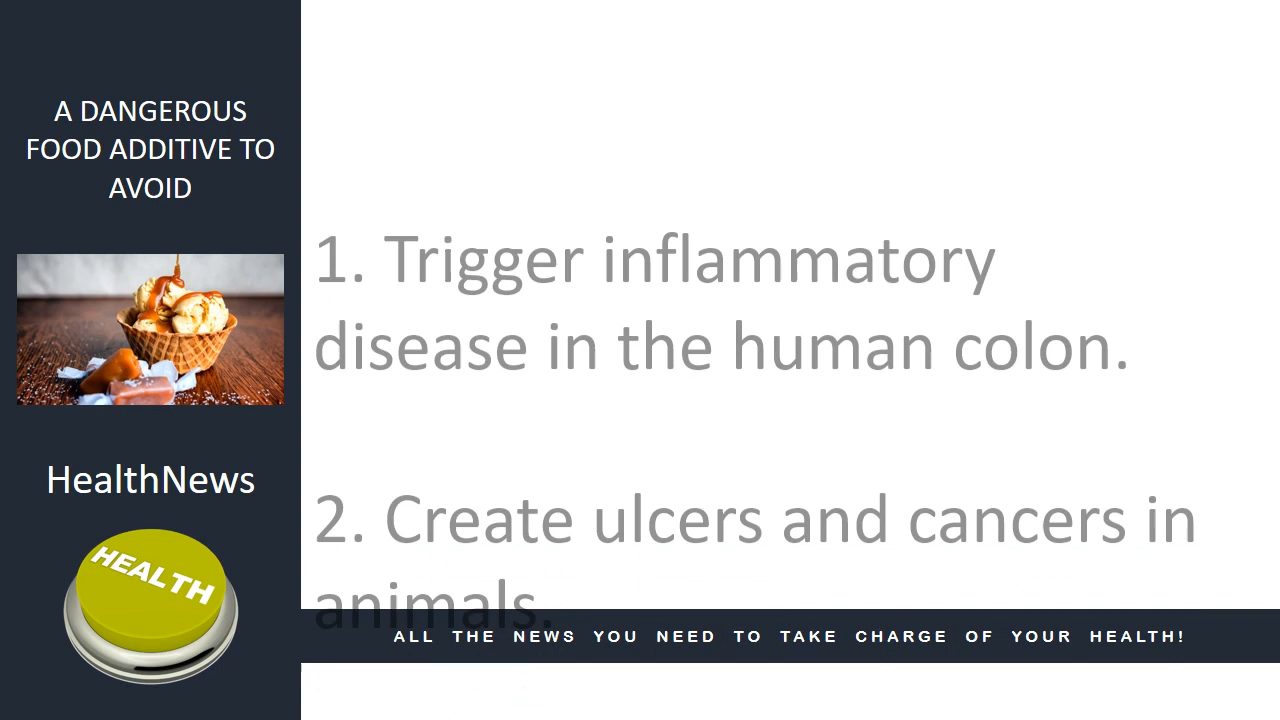 A DANGEROUS
FOOD ADDITIVE TO
AVOID
HealthNews
HEALTH
1. Trigger inflammatory
disease in the human colon.
2. Create ulcers and cancers in
animals.
ALL THE NEWS YOU NEED TO TAKE CHARGE OF YOUR HEALTH!